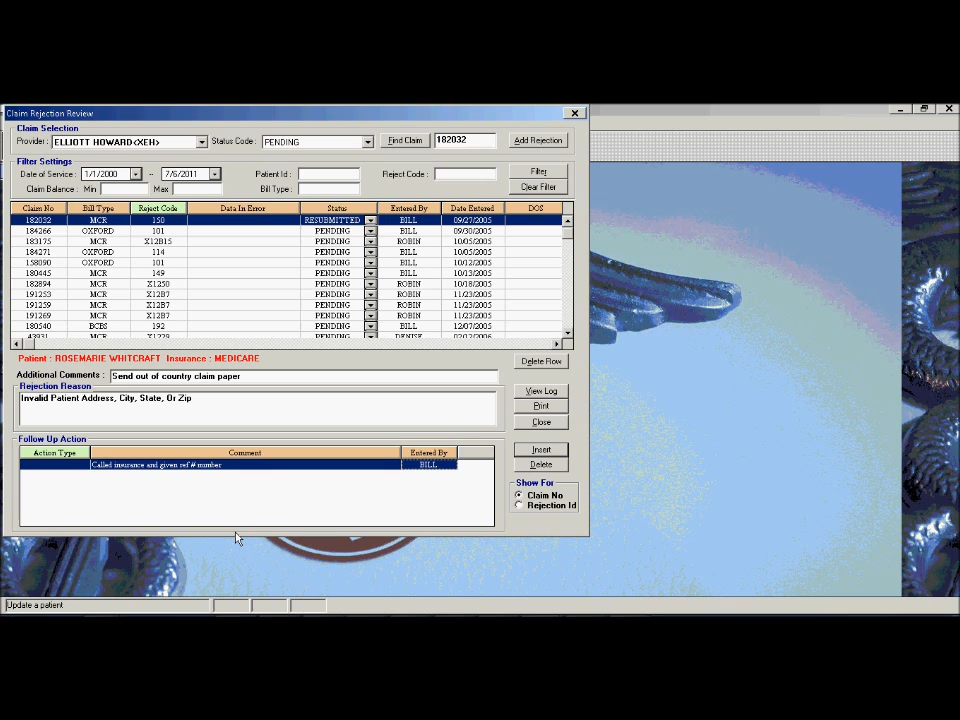 Claim Rejection Review
Claim Selection
Provider : ELLIOTT HOWARD<XEH> Status Code : PENDING Find Claim 182032 Add Rejection
Filter Settings
Date of Service : 1/1/2000 -- 7/6/2011 Patient Id : Reject Code : Filter
Claim Balance : Min Max Bill Type : Clear Filter
Claim No Bill Type Reject Code Data In Error Status Entered By Date Entered DOS
182032 MCR 150 RESUBMITTED BILL 09/27/2005
184266 OXFORD 101 PENDING BILL 09/30/2005
183175 MCR X12B15 PENDING ROBIN 10/05/2005
184271 OXFORD 114 PENDING BILL 10/05/2005
158090 OXFORD 101 PENDING BILL 10/12/2005
180445 MCR 149 PENDING BILL 10/13/2005
182894 MCR X1250 PENDING ROBIN 10/18/2005
191253 MCR X12B7 PENDING ROBIN 11/23/2005
191259 MCR X12B7 PENDING ROBIN 11/23/2005
191269 MCR X12B7 PENDING ROBIN 11/23/2005
180540 BCBS 192 PENDING BILL 12/07/2005
MCR X1229 PENDING DENISE 02/12/2006
Patient : ROSEMARIE WHITCRAFT Insurance : MEDICARE
Delete Row
Additional Comments : Send out of country claim paper
Rejection Reason
Invalid Patient Address, City, State, Or Zip
View Log
Print
Close
Follow Up Action
Action Type Comment Entered By
Called insurance and given ref # number BILL
Insert
Delete
Show For
Claim No
Rejection Id
Update a patient